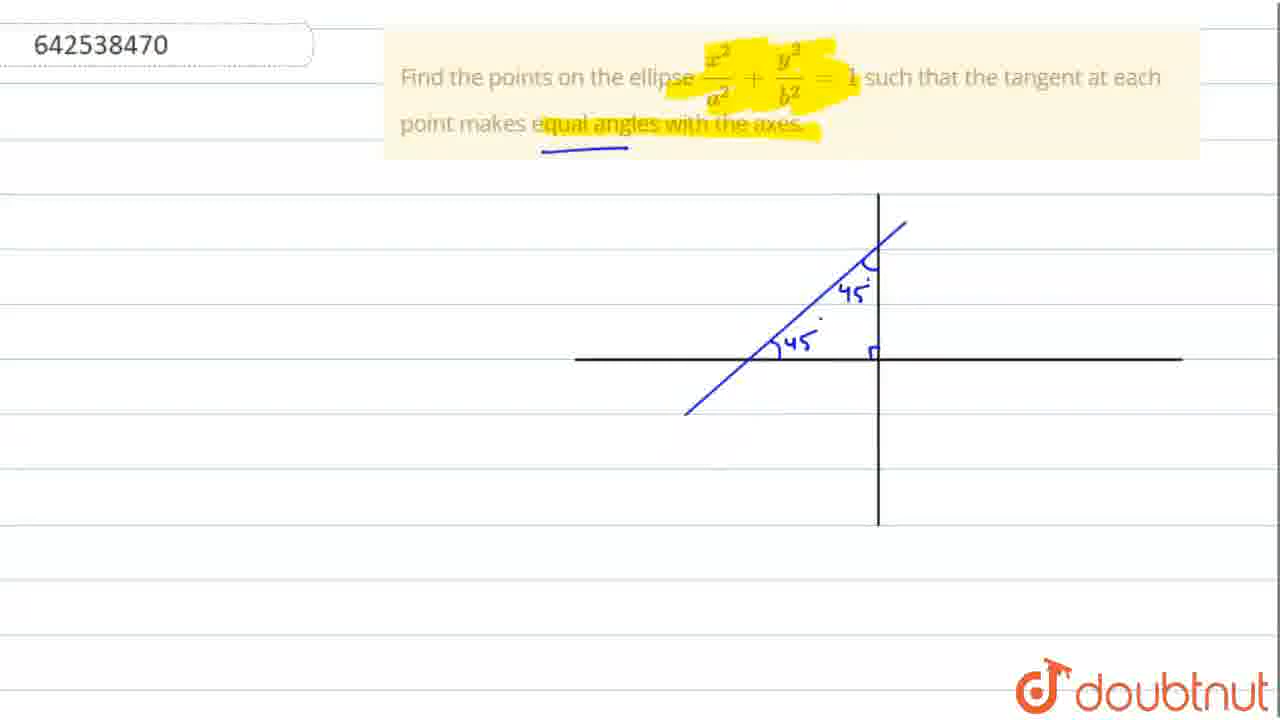 642538470
Find the points on the ellipse x²/a² + y²/b² = 1 such that the tangent at each
point makes equal angles with the axes.
45°
45°
doubtnut